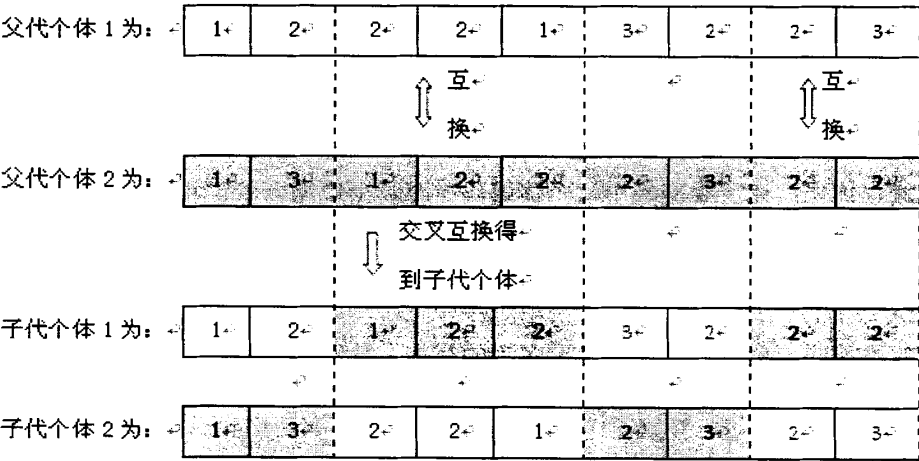 父代个体 1 为： 1 2 2 2 1 3 2 2 3
互 互
换 换
父代个体 2 为： 1 3 1 2 2 2 3 2 2
交叉互换得
到子代个体
子代个体 1 为： 1 2 1 2 2 3 2 2 2
子代个体 2 为： 1 3 2 2 1 2 3 2 3